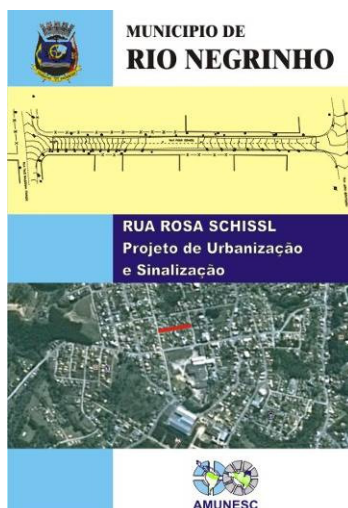 MUNICIPIO DE
RIO NEGRINHO
RUA ROSA SCHISSL
Projeto de Urbanização
e Sinalização
AMUNESC